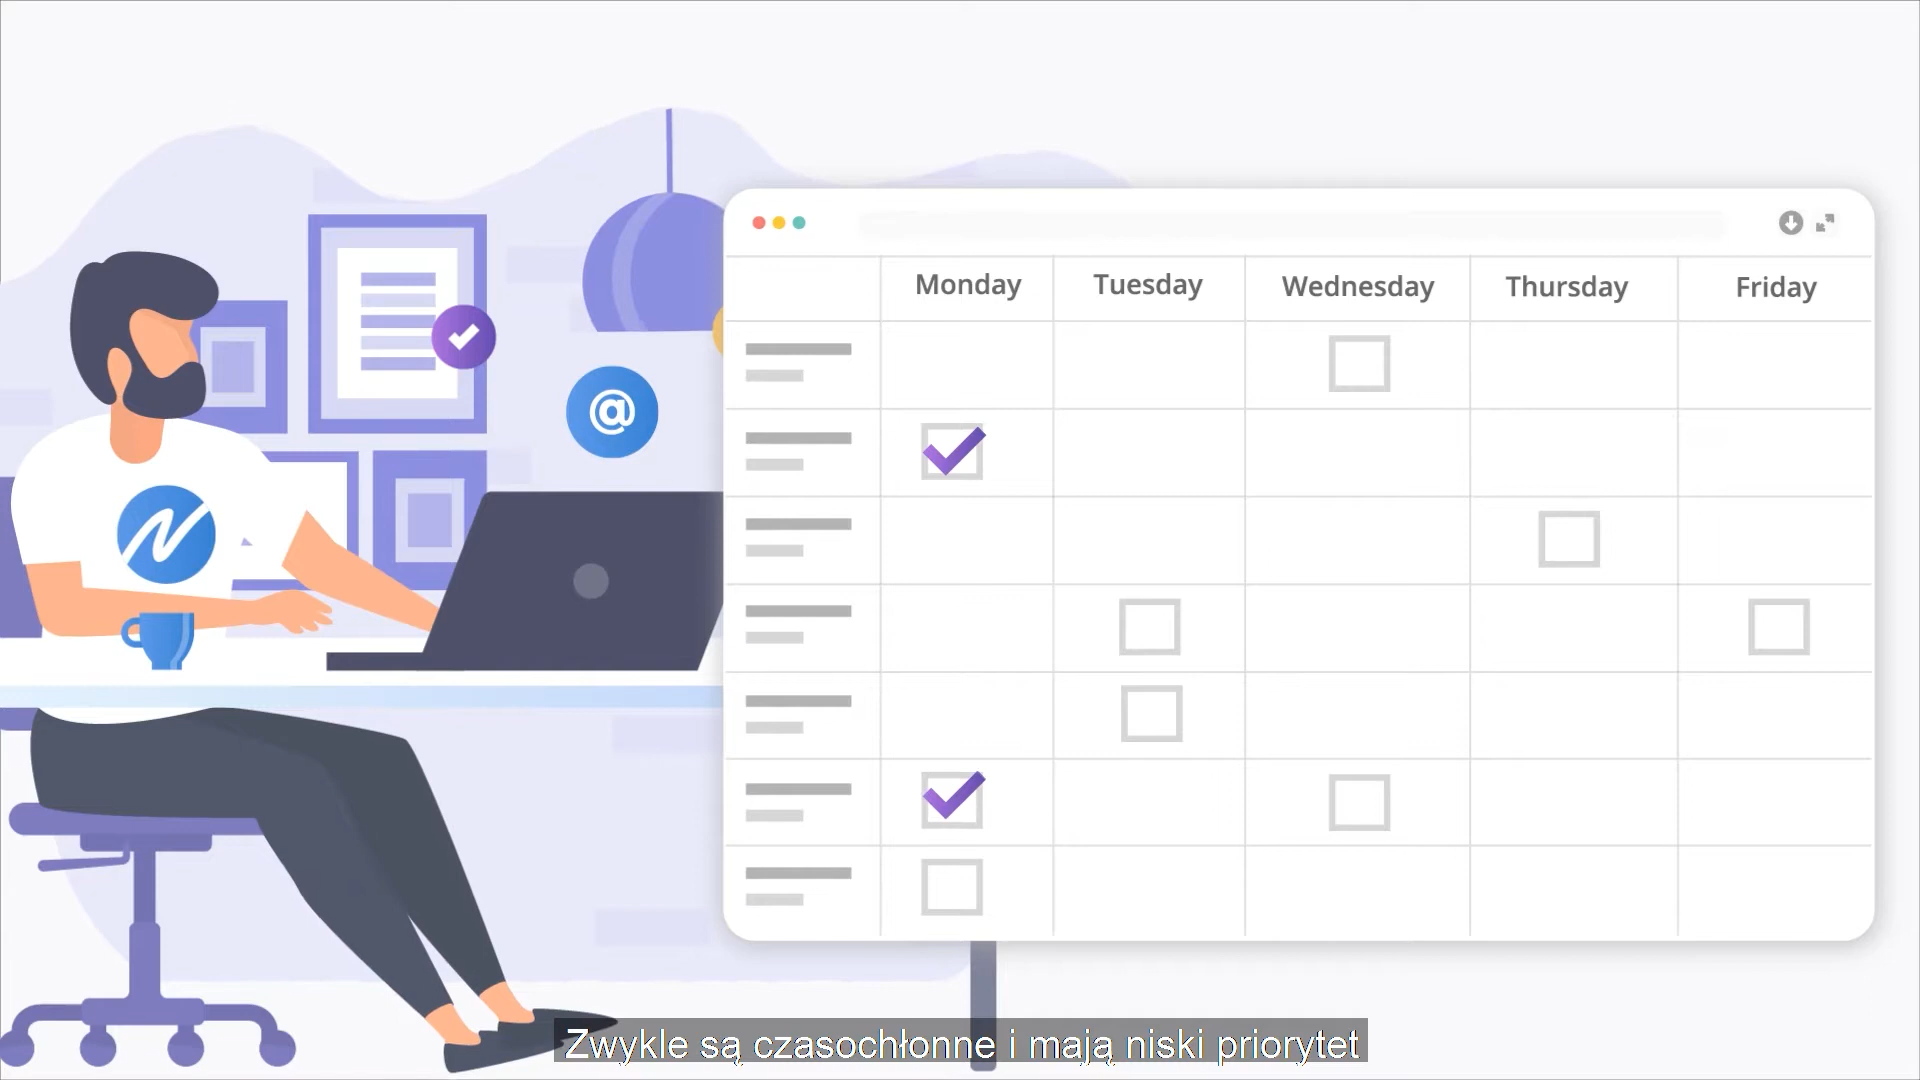 @
N
Monday
Tuesday
Wednesday
Thursday
Friday
Zwykle są czasochłonne i mają niski priorytet